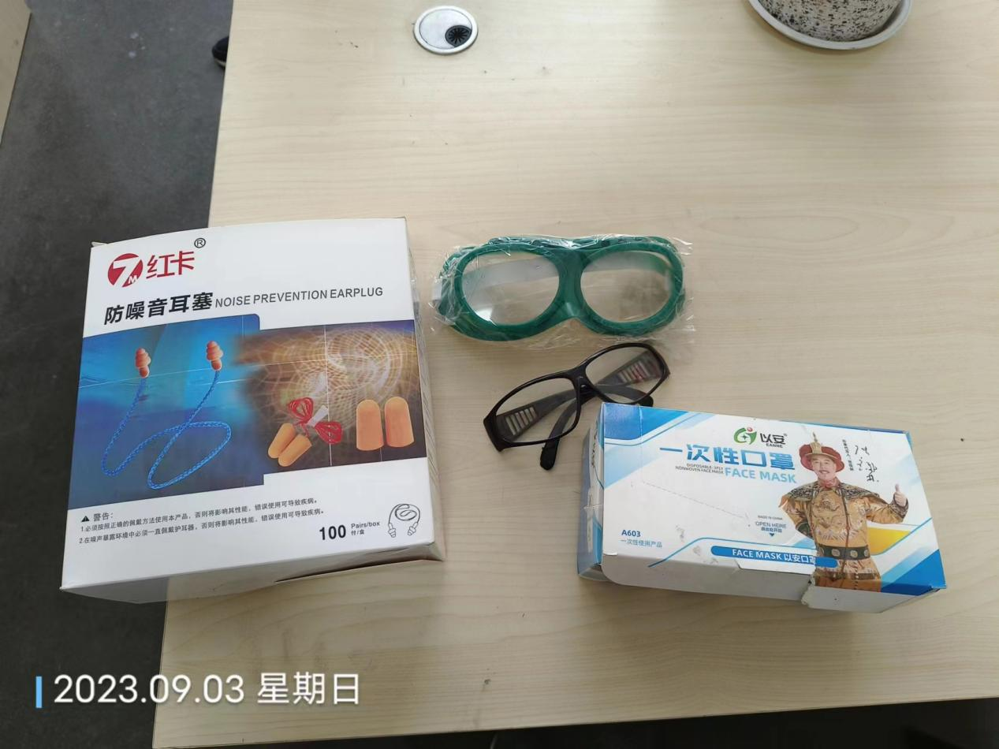 7M 红卡®
防噪音耳塞 NOISE PREVENTION EARPLUG
警告:
1.必须按照正确的佩戴方法使用本产品，否则将影响其性能，错误使用可导致疾病。
2.在噪声暴露环境中必须一直佩戴护耳器，否则将影响其性能，错误使用可导致疾病。
100 Pairs/box
付/盒
以安®
EANNE
一次性口罩
DISPOSABLE 3PLY
NONWOVEN FACE MASK FACE MASK
MADE IN CHINA
OPEN HERE
A603
一次性使用产品
FACE MASK 以安口罩
2023.09.03 星期日